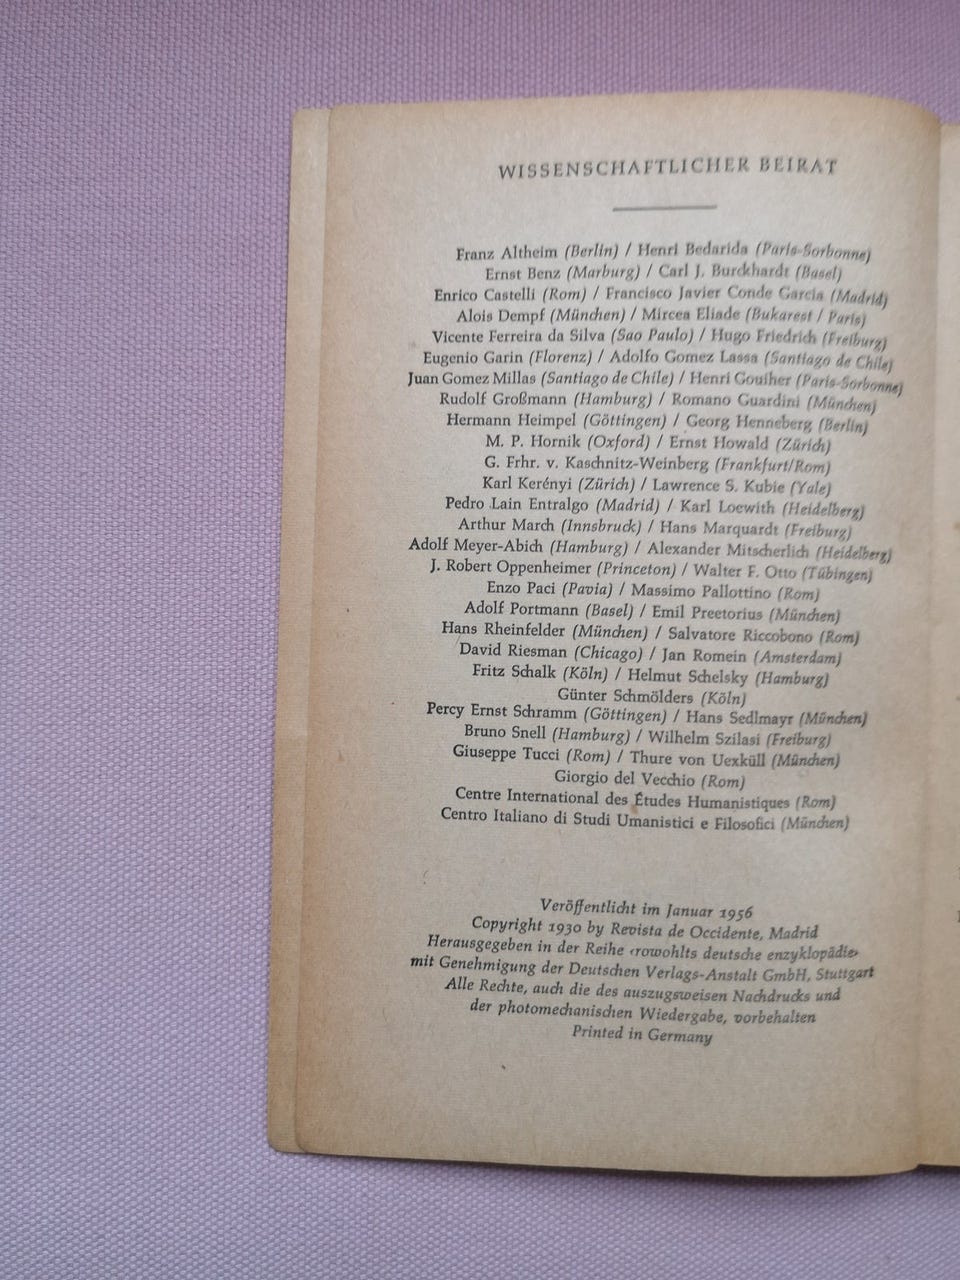 WISSENSCHAFTLICHER BEIRAT
Franz Altheim (Berlin) / Henri Bedarida (Paris-Sorbonne)
Ernst Benz (Marburg) / Carl J. Burckhardt (Basel)
Enrico Castelli (Rom) / Francisco Javier Conde Garcia (Madrid)
Alois Dempf (München) / Mircea Eliade (Bukarest / Paris)
Vicente Ferreira da Silva (Sao Paulo) / Hugo Friedrich (Freiburg)
Eugenio Garin (Florenz) / Adolfo Gomez Lassa (Santiago de Chile)
Juan Gomez Millas (Santiago de Chile) / Henri Gouiher (Paris-Sorbonne)
Rudolf Großmann (Hamburg) / Romano Guardini (München)
Hermann Heimpel (Göttingen) / Georg Henneberg (Berlin)
M. P. Hornik (Oxford) / Ernst Howald (Zürich)
G. Frhr. v. Kaschnitz-Weinberg (Frankfurt/Rom)
Karl Kerényi (Zürich) / Lawrence S. Kubie (Yale)
Pedro Lain Entralgo (Madrid) / Karl Loewith (Heidelberg)
Arthur March (Innsbruck) / Hans Marquardt (Freiburg)
Adolf Meyer-Abich (Hamburg) / Alexander Mitscherlich (Heidelberg)
J. Robert Oppenheimer (Princeton) / Walter F. Otto (Tübingen)
Enzo Paci (Pavia) / Massimo Pallottino (Rom)
Adolf Portmann (Basel) / Emil Preetorius (München)
Hans Rheinfelder (München) / Salvatore Riccobono (Rom)
David Riesman (Chicago) / Jan Romein (Amsterdam)
Fritz Schalk (Köln) / Helmut Schelsky (Hamburg)
Günter Schmölders (Köln)
Percy Ernst Schramm (Göttingen) / Hans Sedlmayr (München)
Bruno Snell (Hamburg) / Wilhelm Szilasi (Freiburg)
Giuseppe Tucci (Rom) / Thure von Uexküll (München)
Giorgio del Vecchio (Rom)
Centre International des Études Humanistiques (Rom)
Centro Italiano di Studi Umanistici e Filosofici (München)
Veröffentlicht im Januar 1956
Copyright 1930 by Revista de Occidente, Madrid
Herausgegeben in der Reihe ‹rowohlts deutsche enzyklopädie›
mit Genehmigung der Deutschen Verlags-Anstalt GmbH, Stuttgart
Alle Rechte, auch die des auszugsweisen Nachdrucks und
der photomechanischen Wiedergabe, vorbehalten
Printed in Germany